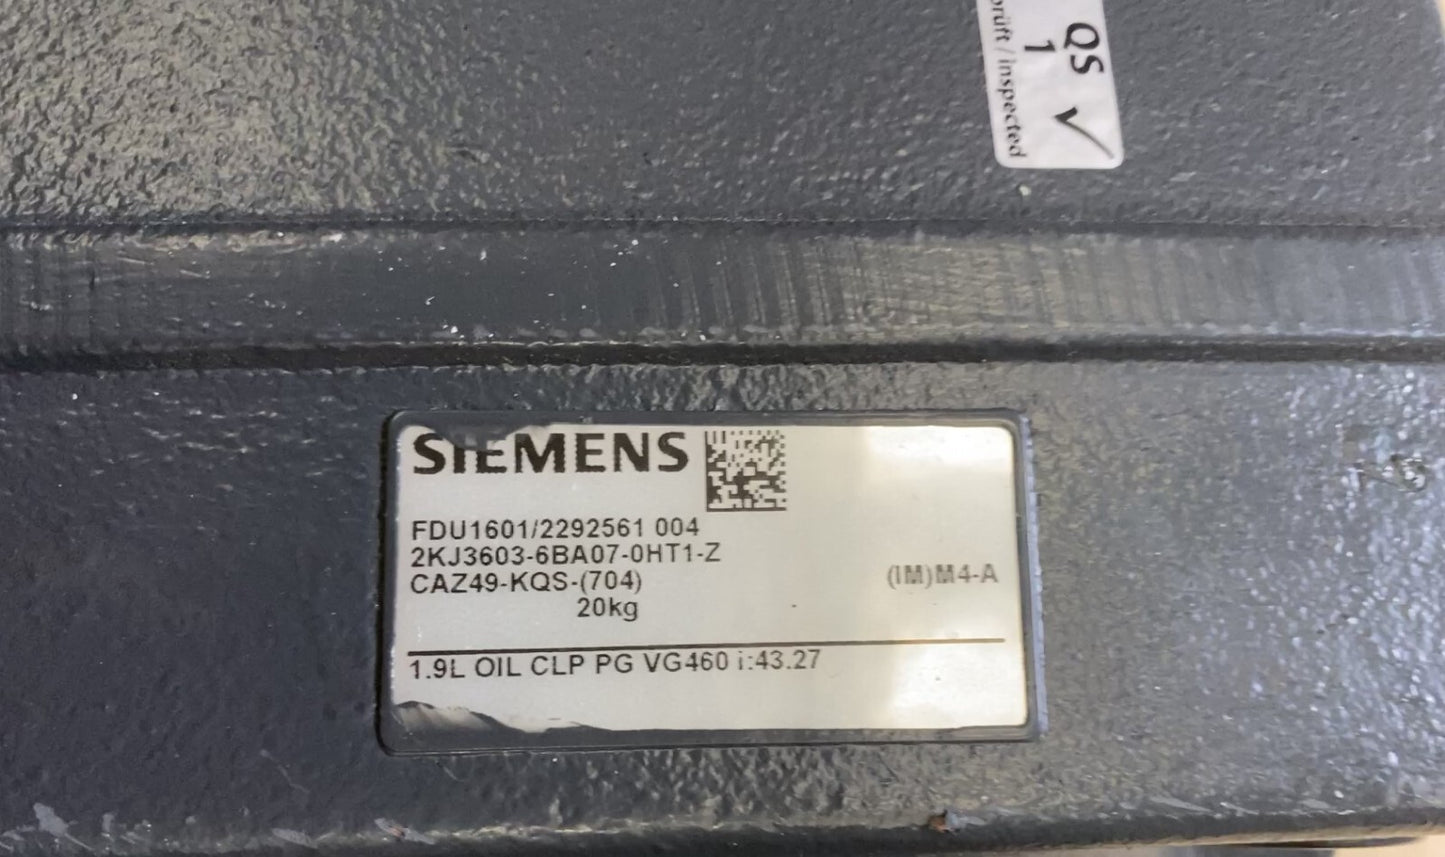 QS
1
prüft / inspected
SIEMENS
FDU1601/2292561 004
2KJ3603-6BA07-0HT1-Z
CAZ49-KQS-(704)
(IM)M4-A
20kg
1.9L OIL CLP PG VG460 i:43.27